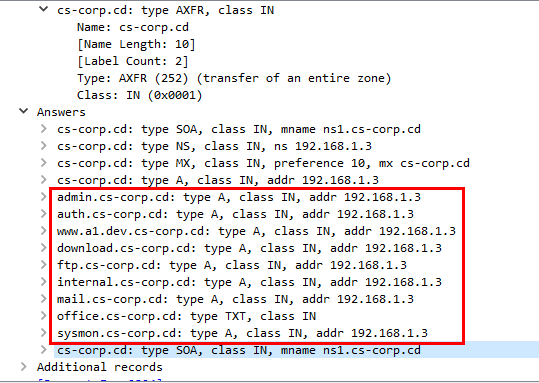 cs-corp.cd: type AXFR, class IN
Name: cs-corp.cd
[Name Length: 10]
[Label Count: 2]
Type: AXFR (252) (transfer of an entire zone)
Class: IN (0x0001)
Answers
cs-corp.cd: type SOA, class IN, mname ns1.cs-corp.cd
cs-corp.cd: type NS, class IN, ns 192.168.1.3
cs-corp.cd: type MX, class IN, preference 10, mx cs-corp.cd
cs-corp.cd: type A, class IN, addr 192.168.1.3
admin.cs-corp.cd: type A, class IN, addr 192.168.1.3
auth.cs-corp.cd: type A, class IN, addr 192.168.1.3
www.a1.dev.cs-corp.cd: type A, class IN, addr 192.168.1.3
download.cs-corp.cd: type A, class IN, addr 192.168.1.3
ftp.cs-corp.cd: type A, class IN, addr 192.168.1.3
internal.cs-corp.cd: type A, class IN, addr 192.168.1.3
mail.cs-corp.cd: type A, class IN, addr 192.168.1.3
office.cs-corp.cd: type TXT, class IN
sysmon.cs-corp.cd: type A, class IN, addr 192.168.1.3
cs-corp.cd: type SOA, class IN, mname ns1.cs-corp.cd
Additional records